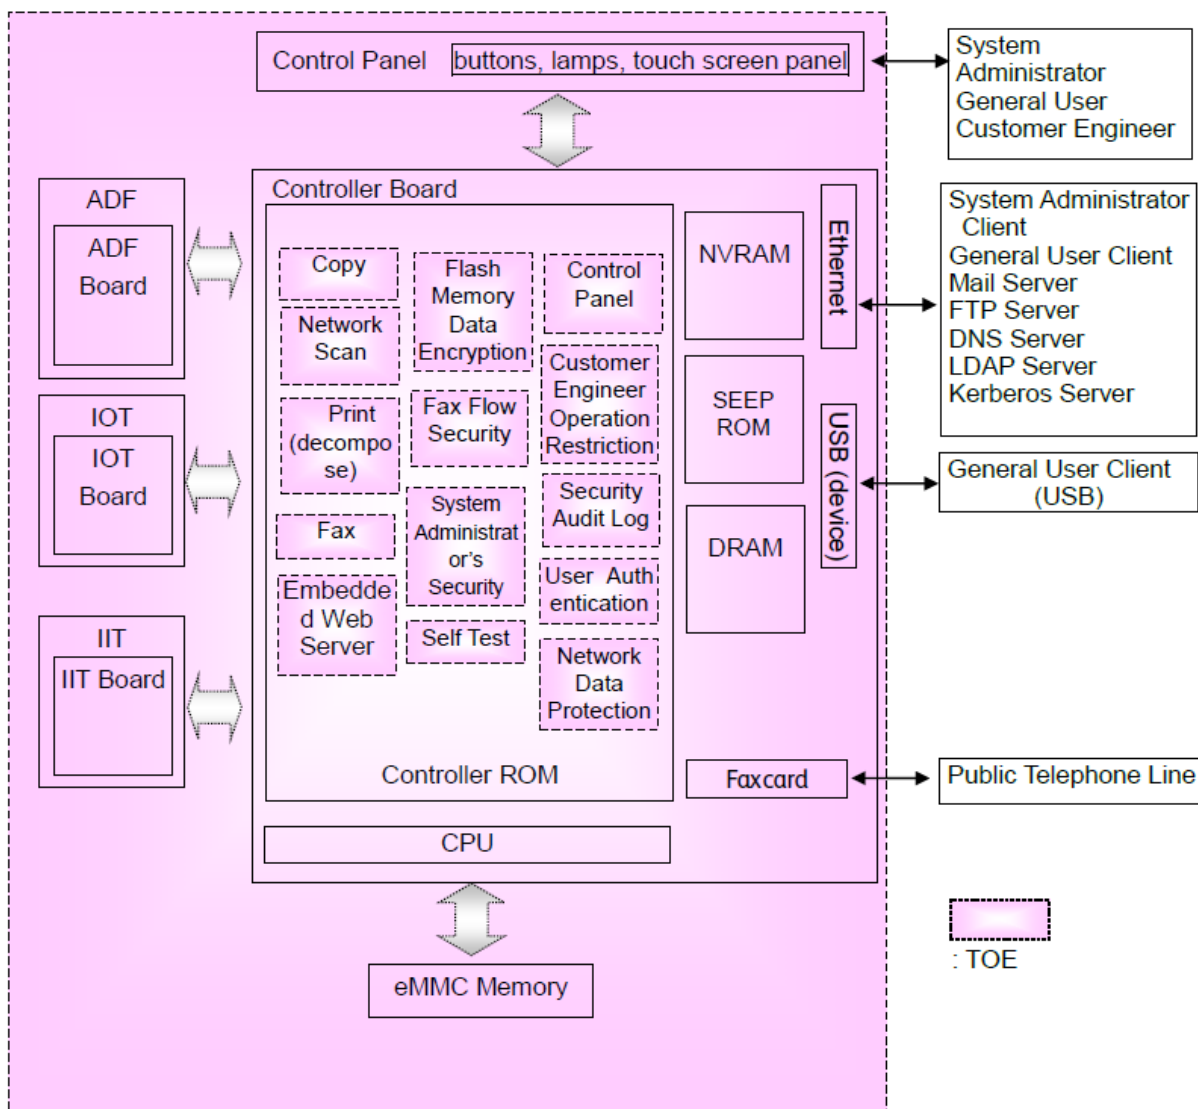 Control Panel
buttons, lamps, touch screen panel
System
Administrator
General User
Customer Engineer
ADF
ADF
Board
IOT
IOT
Board
IIT
IIT Board
Controller Board
Copy
Network
Scan
Print
(decompo
se)
Fax
Embedde
d Web
Server
Flash
Memory
Data
Encryption
Fax Flow
Security
System
Administrat
or's
Security
Self Test
Control
Panel
Customer
Engineer
Operation
Restriction
Security
Audit Log
User Auth
entication
Network
Data
Protection
Controller ROM
CPU
NVRAM
SEEP
ROM
DRAM
Ethernet
USB (device)
Faxcard
System Administrator
Client
General User Client
Mail Server
FTP Server
DNS Server
LDAP Server
Kerberos Server
General User Client
(USB)
Public Telephone Line
eMMC Memory
: TOE